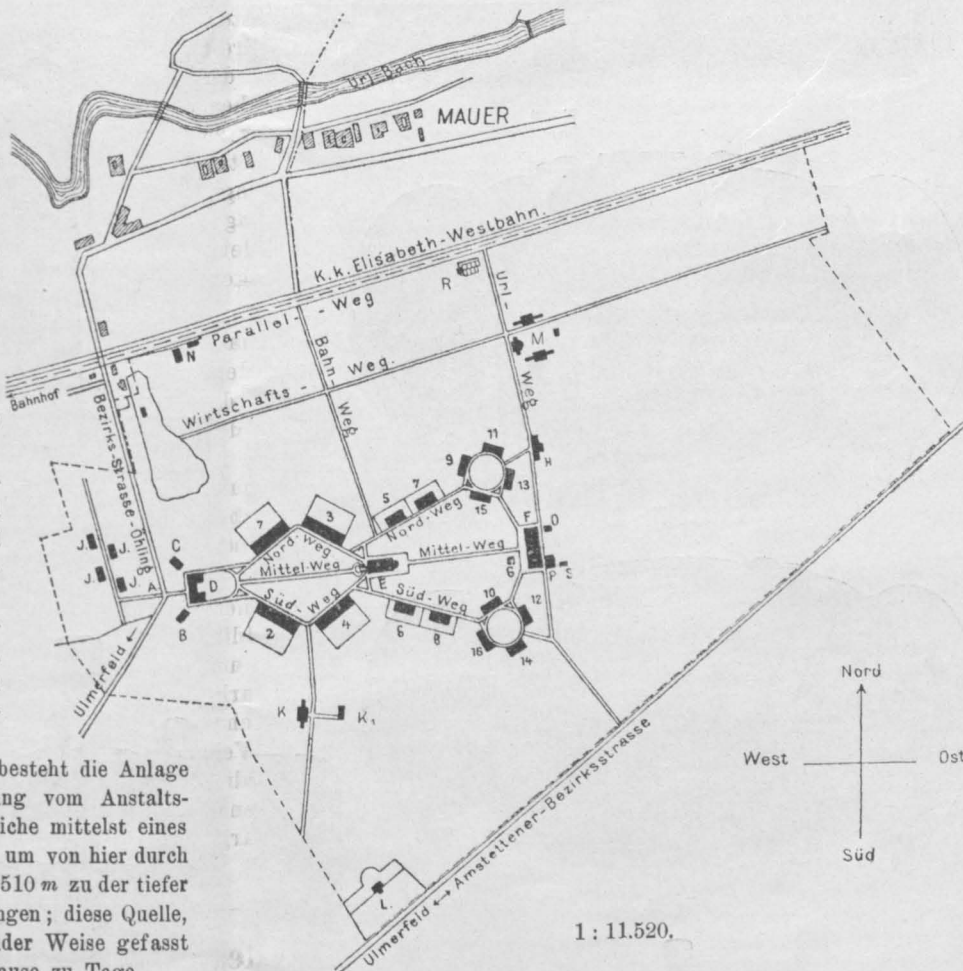 Url-Bach
MAUER
K.k. Elisabeth-Westbahn.
R
Url-
Weg
Parallel-Weg
N
M
Bahn-
Weg
Wirtschafts-Weg.
Bahnhof
Bezirks-Strasse-Öhling
11
9
13
H
15
7
5
Nord-Weg
3
7
Nord-Weg
F
O
Mittel-Weg
C
J.
J.
J.
J.
A
D
Mittel-Weg
E
G
P
S
B
Süd-Weg
2
4
Süd-Weg
6
8
10
12
16
14
Ulmerfeld
K
K1
Nord
West
Ost
Süd
besteht die Anlage
ng vom Anstalts-
iche mittelst eines
um von hier durch
510 m zu der tiefer
ngen; diese Quelle,
der Weise gefasst
L.
Ulmerfeld ↔ Amstettener-Bezirksstrasse
1 : 11.520.